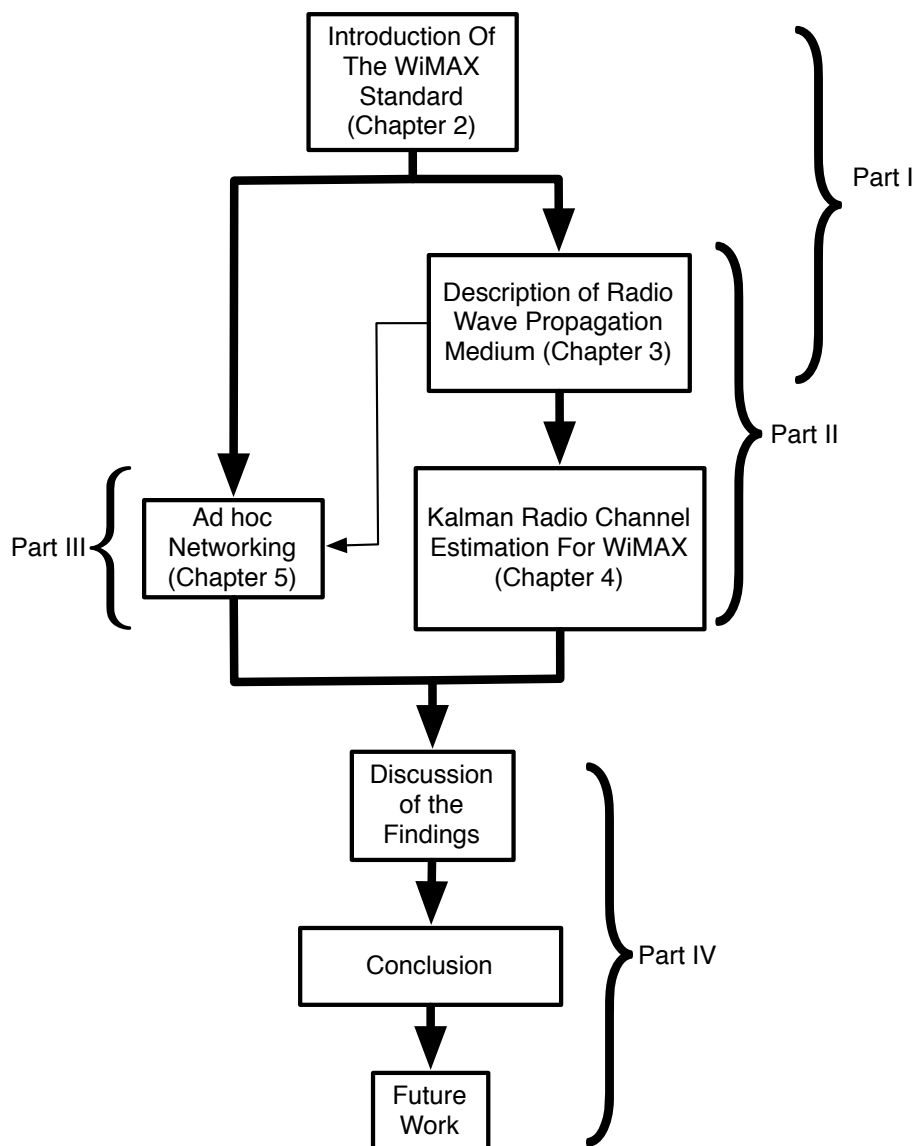 Introduction Of
The WiMAX
Standard
(Chapter 2)
Part I
Description of Radio
Wave Propagation
Medium (Chapter 3)
Part II
Ad hoc
Networking
(Chapter 5)
Part III
Kalman Radio Channel
Estimation For WiMAX
(Chapter 4)
Discussion
of the
Findings
Conclusion
Part IV
Future
Work